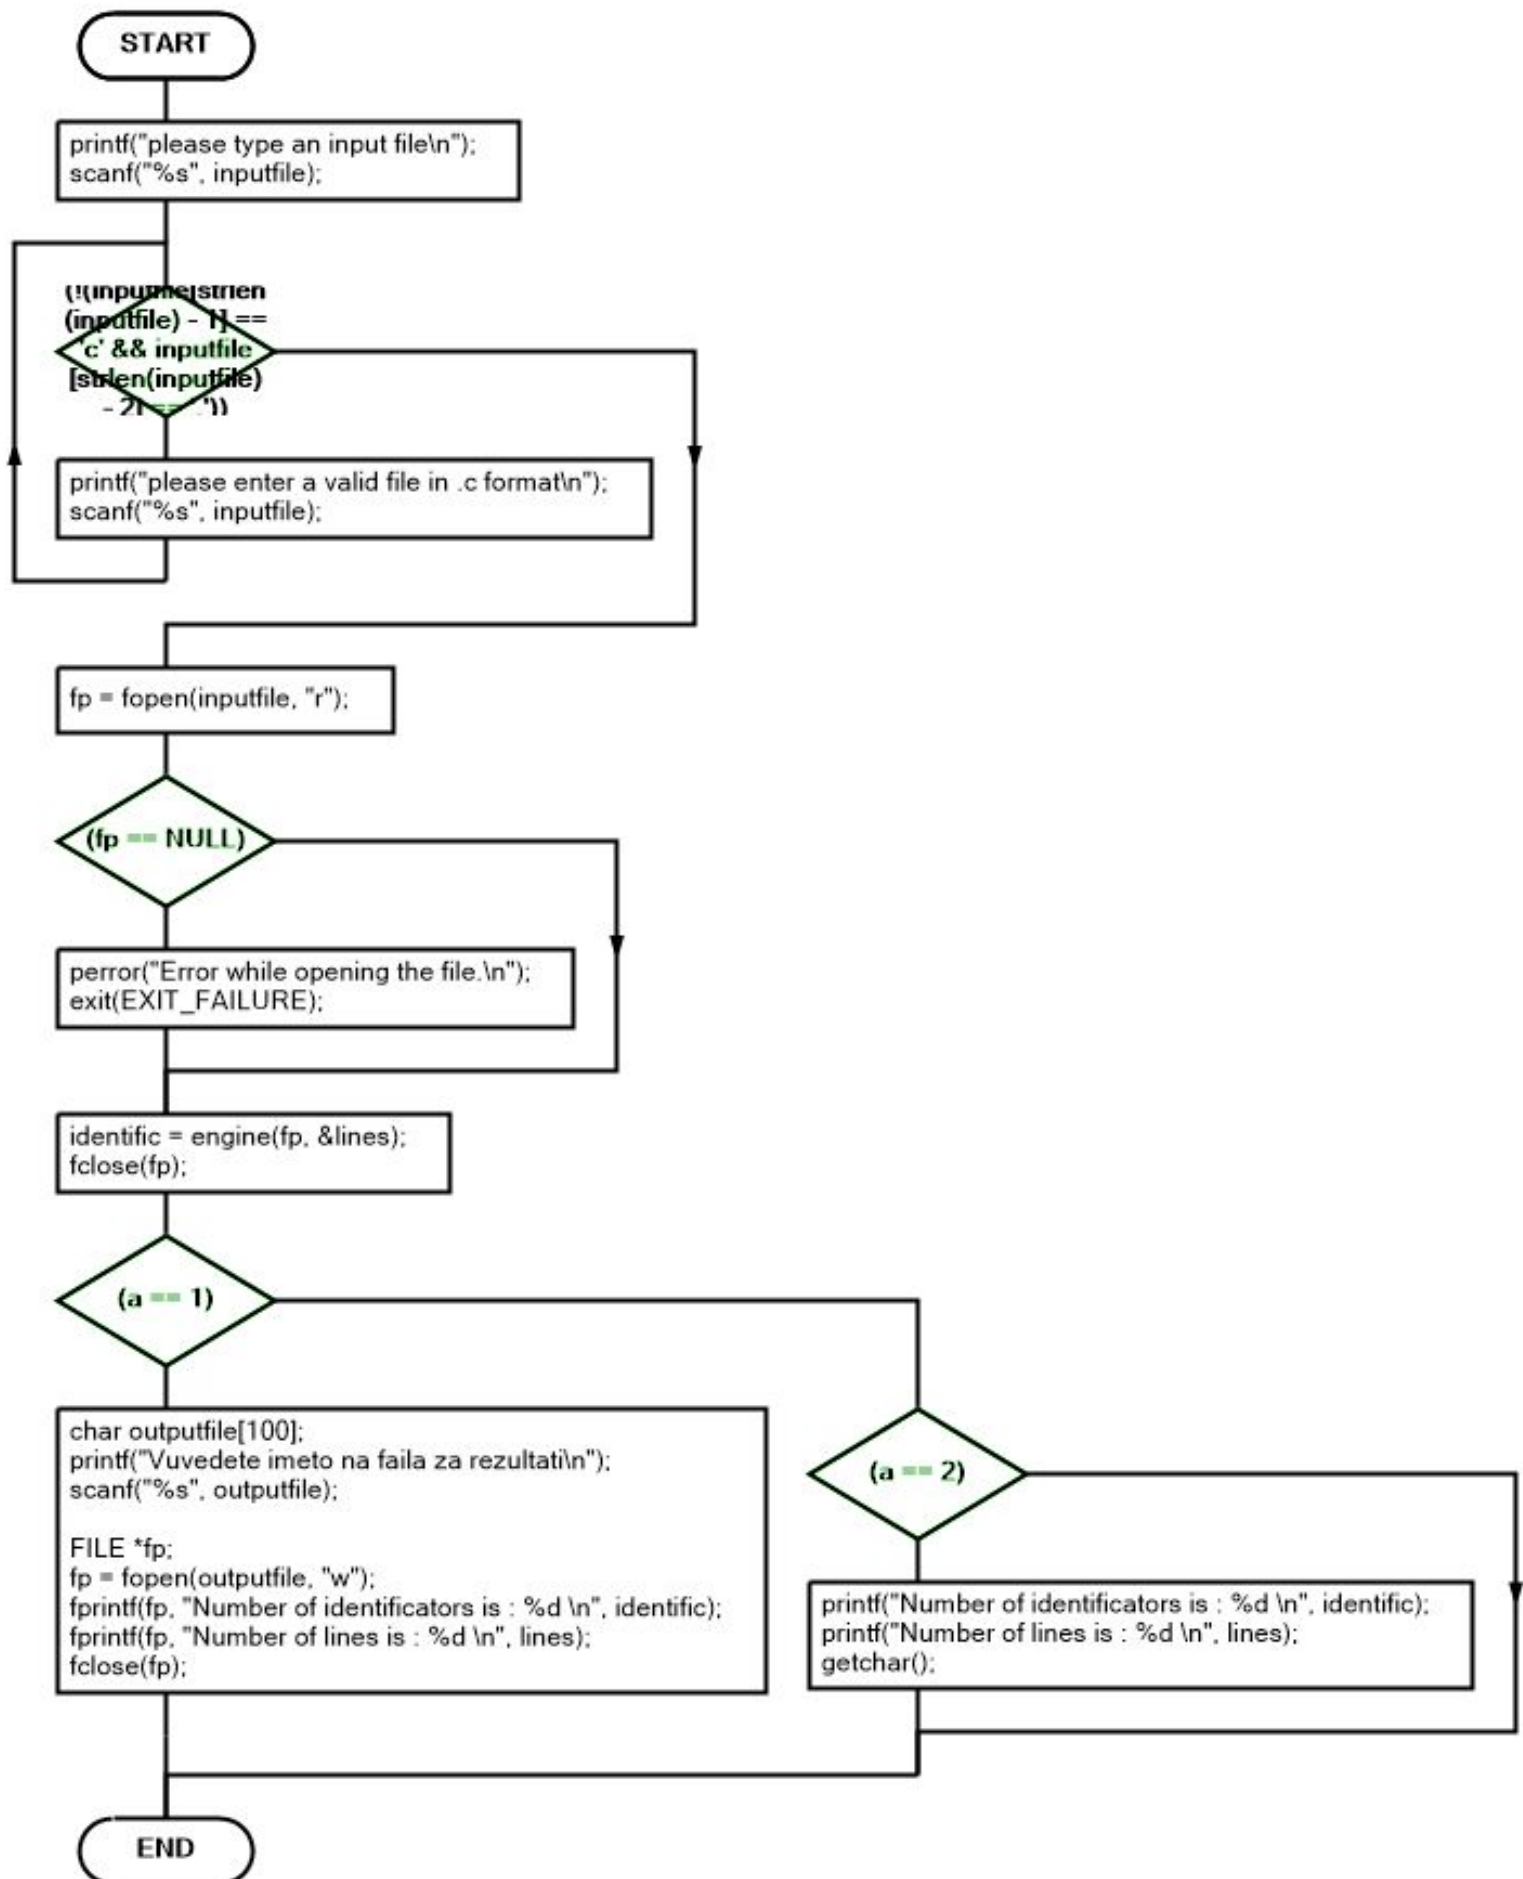 START
printf("please type an input file\n");
scanf("%s", inputfile);
(!(inputfile[strlen
(inputfile) - 1] ==
'c' && inputfile
[strlen(inputfile)
- 2] == '.'))
printf("please enter a valid file in .c format\n");
scanf("%s", inputfile);
fp = fopen(inputfile, "r");
(fp == NULL)
perror("Error while opening the file.\n");
exit(EXIT_FAILURE);
identific = engine(fp, &lines);
fclose(fp);
(a == 1)
char outputfile[100];
printf("Vuvedete imeto na faila za rezultati\n");
scanf("%s", outputfile);
FILE *fp;
fp = fopen(outputfile, "w");
fprintf(fp, "Number of identificators is : %d \n", identific);
fprintf(fp, "Number of lines is : %d \n", lines);
fclose(fp);
(a == 2)
printf("Number of identificators is : %d \n", identific);
printf("Number of lines is : %d \n", lines);
getchar();
END